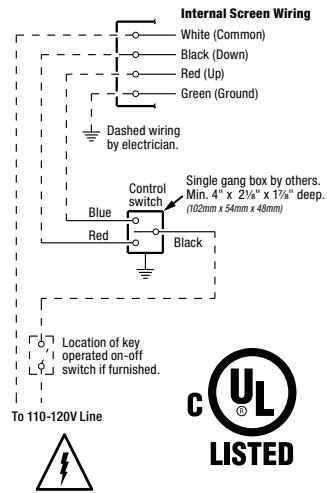 Internal Screen Wiring
White (Common)
Black (Down)
Red (Up)
Green (Ground)
Dashed wiring
by electrician.
Single gang box by others.
Min. 4" x 2⅛" x 1⅞" deep.
(102mm x 54mm x 48mm)
Control
switch
Blue
Red
Black
Location of key
operated on-off
switch if furnished.
To 110-120V Line
C UL ®
LISTED